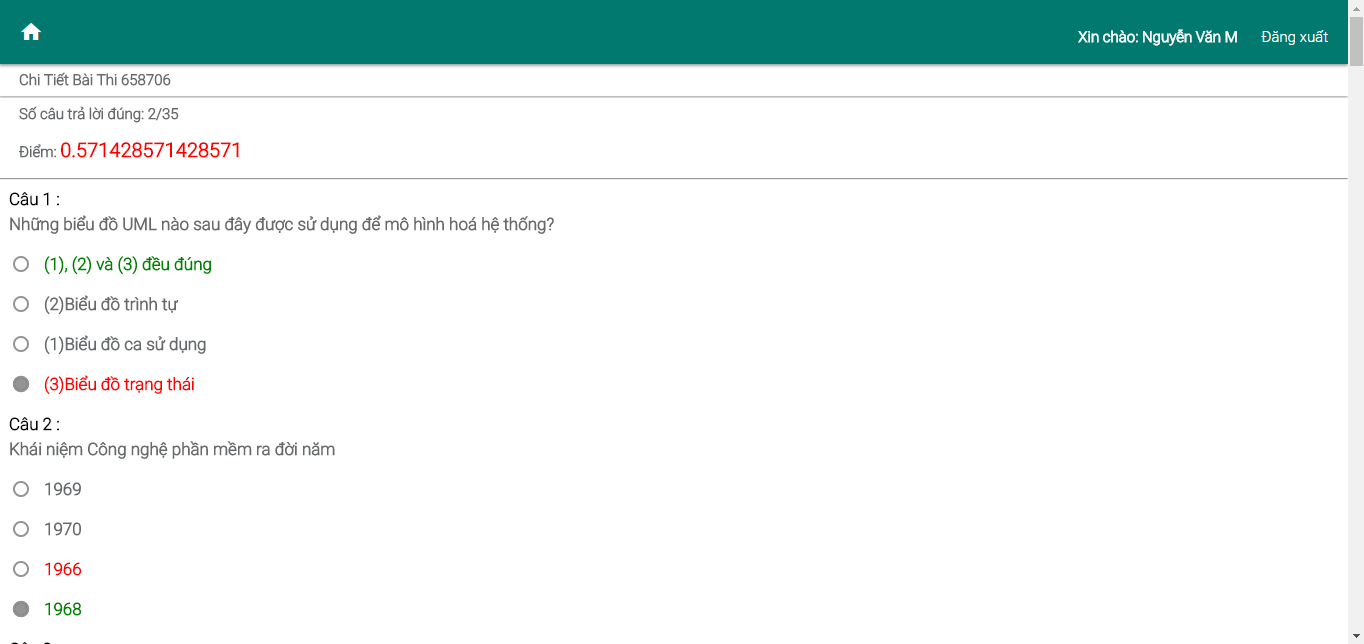 Xin chào: Nguyễn Văn M Đăng xuất
Chi Tiết Bài Thi 658706
Số câu trả lời đúng: 2/35
Điểm: 0.571428571428571
Câu 1 :
Những biểu đồ UML nào sau đây được sử dụng để mô hình hoá hệ thống?
(1), (2) và (3) đều đúng
(2)Biểu đồ trình tự
(1)Biểu đồ ca sử dụng
(3)Biểu đồ trạng thái
Câu 2 :
Khái niệm Công nghệ phần mềm ra đời năm
1969
1970
1966
1968